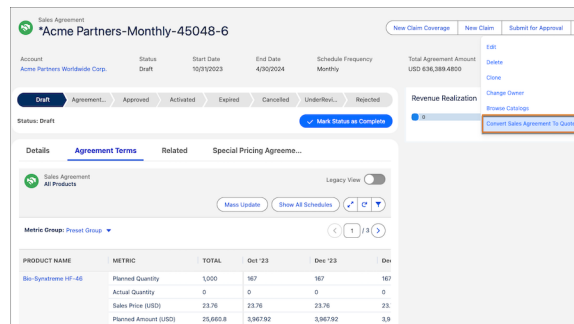 Sales Agreement
*Acme Partners-Monthly-45048-6
New Claim Coverage
New Claim
Submit for Approval
Account
Acme Partners Worldwide Corp.
Status
Draft
Start Date
10/31/2023
End Date
4/30/2024
Schedule Frequency
Monthly
Total Agreement Amount
USD 636,389.4800
Edit
Delete
Clone
Change Owner
Browse Catalogs
Convert Sales Agreement To Quote
Draft
Agreement...
Approved
Activated
Expired
Cancelled
UnderRevi...
Rejected
Status: Draft
Mark Status as Complete
Revenue Realization
0
Details
Agreement Terms
Related
Special Pricing Agreeme...
Sales Agreement
All Products
Legacy View
Mass Update
Show All Schedules
Metric Group: Preset Group
1 / 3
PRODUCT NAME METRIC TOTAL Oct '23 Dec '23 De
Bio-Synxtreme HF-46 Planned Quantity 1,000 167 167 167
Actual Quantity 0 0 0 0
Sales Price (USD) 23.76 23.76 23.76 23.
Planned Amount (USD) 25,660.8 3,967.92 3,967.92 3,9